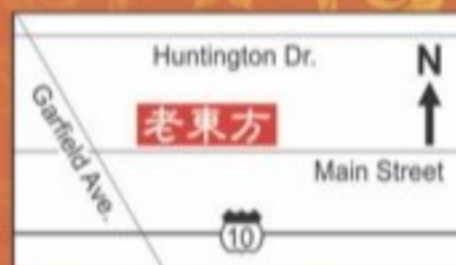 Huntington Dr.
N
Garfield Ave.
老東方
Main Street
10